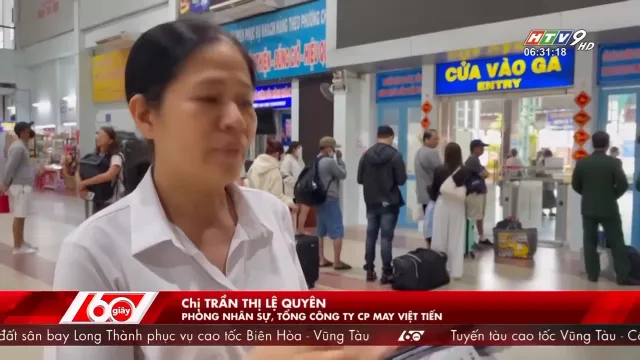 HTV9 HD
06:31:18
CỬA VÀO GA
ENTRY
60 giây
Chị TRẦN THỊ LỆ QUYÊN
PHÒNG NHÂN SỰ, TỔNG CÔNG TY CP MAY VIỆT TIẾN
đất sân bay Long Thành phục vụ cao tốc Biên Hòa - Vũng Tàu Tuyến tàu cao tốc Vũng Tàu - C